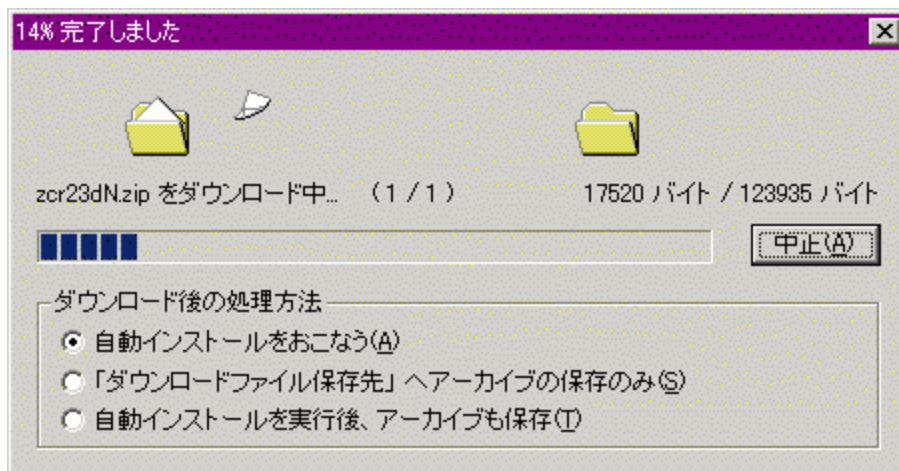 14% 完了しました
zcr23dN.zip をダウンロード中... (1 / 1) 17520 バイト / 123935 バイト
中止(A)
ダウンロード後の処理方法
自動インストールをおこなう(A)
「ダウンロードファイル保存先」へアーカイブの保存のみ(S)
自動インストールを実行後、アーカイブも保存(T)